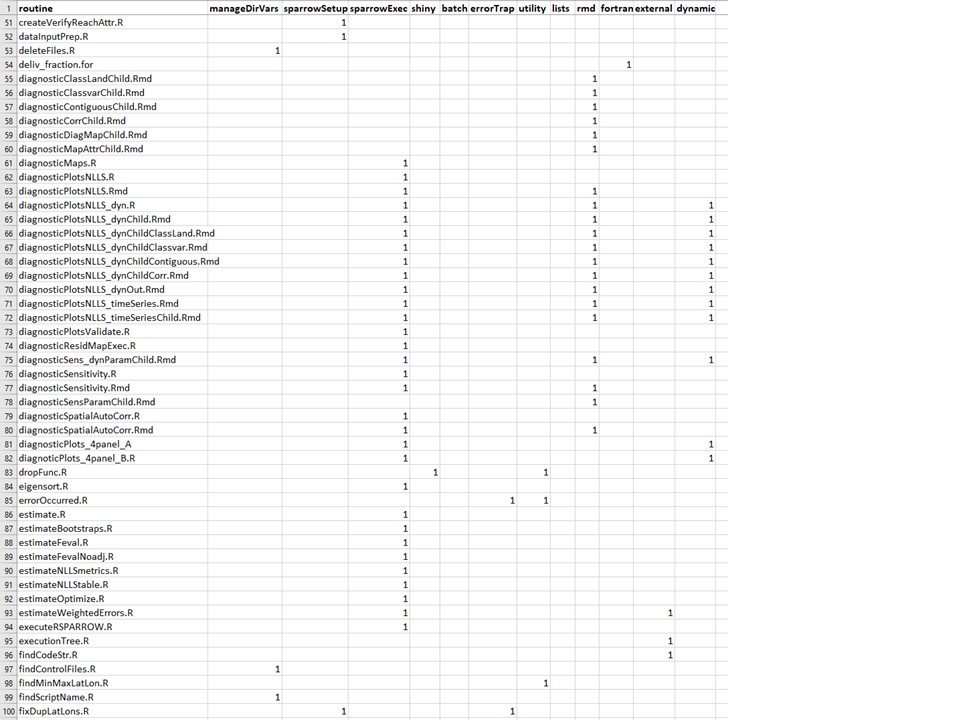 1 routine manageDirVars sparrowSetup sparrowExec shiny batch errorTrap utility lists rmd fortran external dynamic
51 createVerifyReachAttr.R 1
52 dataInputPrep.R 1
53 deleteFiles.R 1
54 deliv_fraction.for 1
55 diagnosticClassLandChild.Rmd 1
56 diagnosticClassvarChild.Rmd 1
57 diagnosticContiguousChild.Rmd 1
58 diagnosticCorrChild.Rmd 1
59 diagnosticDiagMapChild.Rmd 1
60 diagnosticMapAttrChild.Rmd 1
61 diagnosticMaps.R 1
62 diagnosticPlotsNLLS.R 1
63 diagnosticPlotsNLLS.Rmd 1 1
64 diagnosticPlotsNLLS_dyn.R 1 1 1
65 diagnosticPlotsNLLS_dynChild.Rmd 1 1 1
66 diagnosticPlotsNLLS_dynChildClassLand.Rmd 1 1 1
67 diagnosticPlotsNLLS_dynChildClassvar.Rmd 1 1 1
68 diagnosticPlotsNLLS_dynChildContiguous.Rmd 1 1 1
69 diagnosticPlotsNLLS_dynChildCorr.Rmd 1 1 1
70 diagnosticPlotsNLLS_dynOut.Rmd 1 1 1
71 diagnosticPlotsNLLS_timeSeries.Rmd 1 1 1
72 diagnosticPlotsNLLS_timeSeriesChild.Rmd 1 1 1
73 diagnosticPlotsValidate.R 1
74 diagnosticResidMapExec.R 1
75 diagnosticSens_dynParamChild.Rmd 1 1 1
76 diagnosticSensitivity.R 1
77 diagnosticSensitivity.Rmd 1 1
78 diagnosticSensParamChild.Rmd 1
79 diagnosticSpatialAutoCorr.R 1
80 diagnosticSpatialAutoCorr.Rmd 1 1
81 diagnosticPlots_4panel_A 1 1
82 diagnoticPlots_4panel_B.R 1 1
83 dropFunc.R 1 1
84 eigensort.R 1
85 errorOccurred.R 1 1
86 estimate.R 1
87 estimateBootstraps.R 1
88 estimateFeval.R 1
89 estimateFevalNoadj.R 1
90 estimateNLLSmetrics.R 1
91 estimateNLLStable.R 1
92 estimateOptimize.R 1
93 estimateWeightedErrors.R 1 1
94 executeRSPARROW.R 1
95 executionTree.R 1
96 findCodeStr.R 1
97 findControlFiles.R 1
98 findMinMaxLatLon.R 1
99 findScriptName.R 1
100 fixDupLatLons.R 1 1